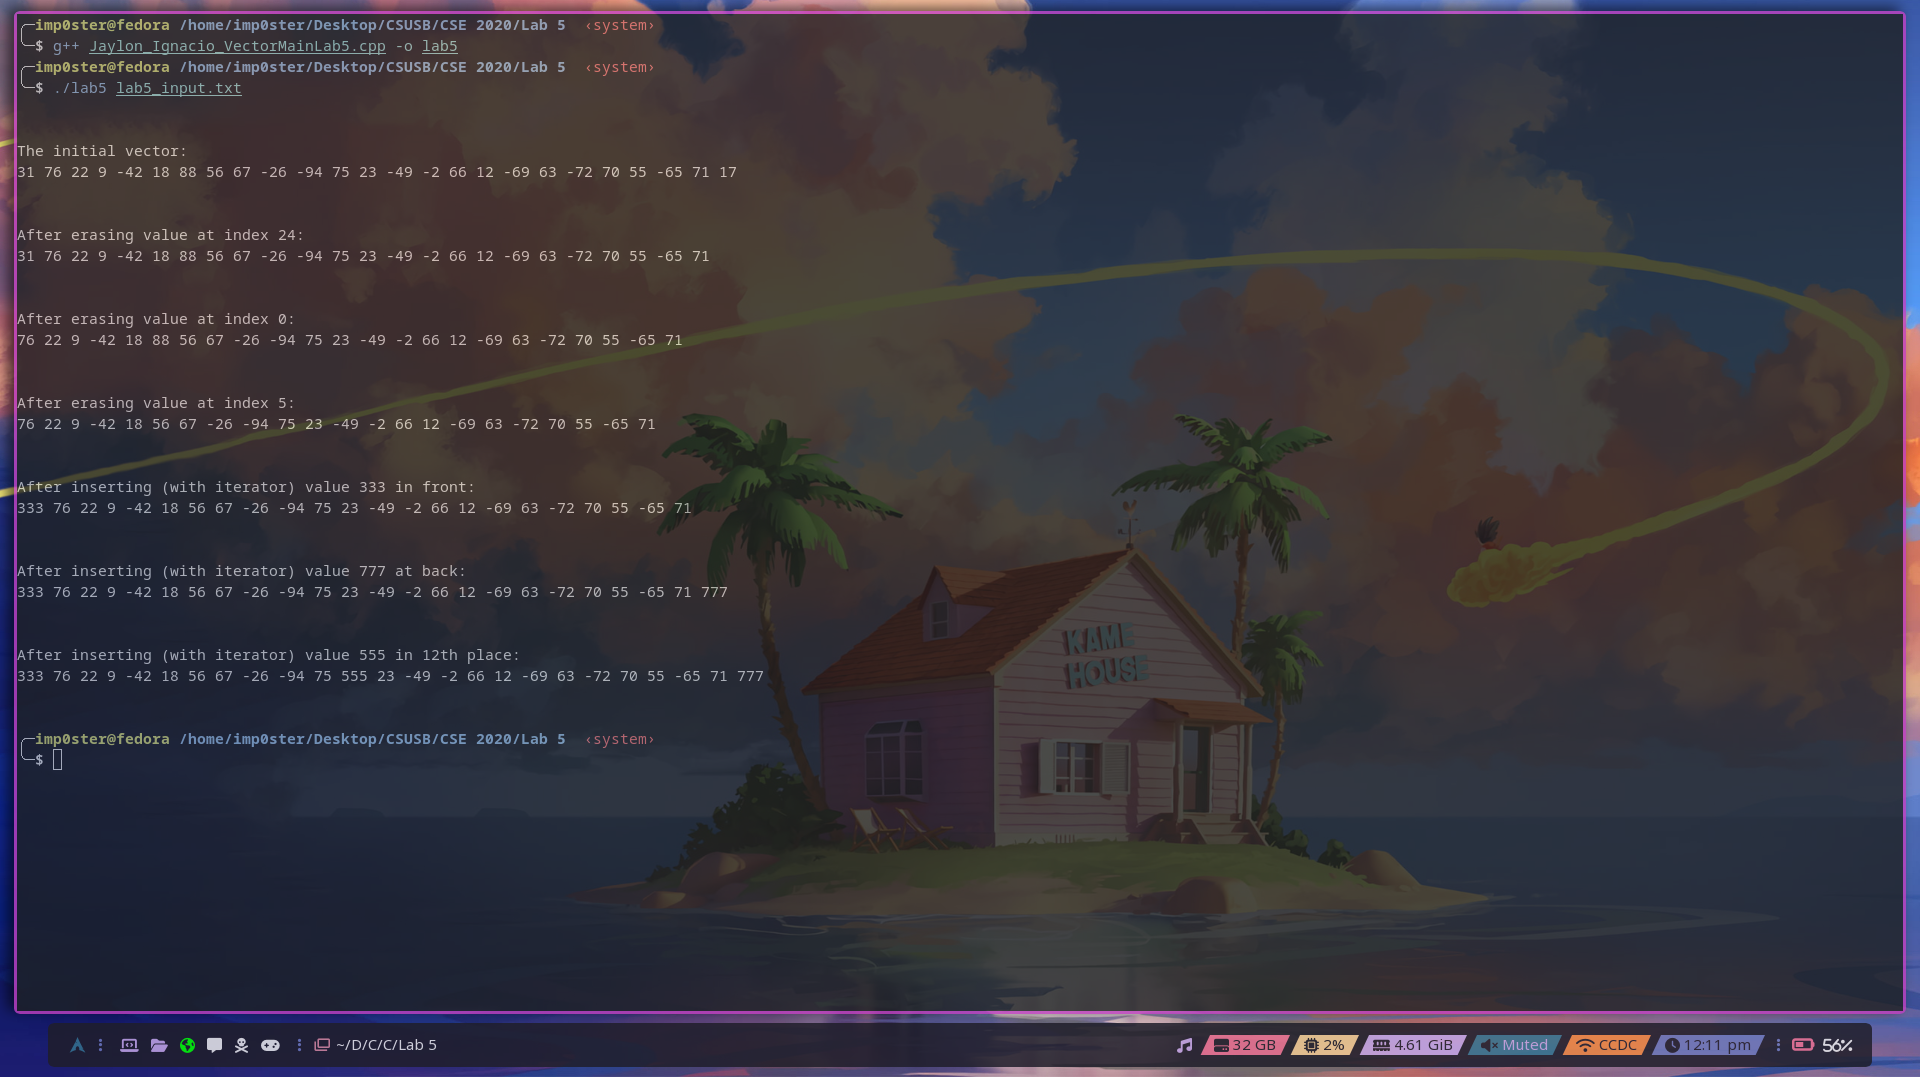 imp0ster@fedora /home/imp0ster/Desktop/CSUSB/CSE 2020/Lab 5 ‹system›
$ g++ Jaylon_Ignacio_VectorMainLab5.cpp -o lab5
imp0ster@fedora /home/imp0ster/Desktop/CSUSB/CSE 2020/Lab 5 ‹system›
$ ./lab5 lab5_input.txt
The initial vector:
31 76 22 9 -42 18 88 56 67 -26 -94 75 23 -49 -2 66 12 -69 63 -72 70 55 -65 71 17
After erasing value at index 24:
31 76 22 9 -42 18 88 56 67 -26 -94 75 23 -49 -2 66 12 -69 63 -72 70 55 -65 71
After erasing value at index 0:
76 22 9 -42 18 88 56 67 -26 -94 75 23 -49 -2 66 12 -69 63 -72 70 55 -65 71
After erasing value at index 5:
76 22 9 -42 18 56 67 -26 -94 75 23 -49 -2 66 12 -69 63 -72 70 55 -65 71
After inserting (with iterator) value 333 in front:
333 76 22 9 -42 18 56 67 -26 -94 75 23 -49 -2 66 12 -69 63 -72 70 55 -65 71
After inserting (with iterator) value 777 at back:
333 76 22 9 -42 18 56 67 -26 -94 75 23 -49 -2 66 12 -69 63 -72 70 55 -65 71 777
After inserting (with iterator) value 555 in 12th place:
333 76 22 9 -42 18 56 67 -26 -94 75 555 23 -49 -2 66 12 -69 63 -72 70 55 -65 71 777
imp0ster@fedora /home/imp0ster/Desktop/CSUSB/CSE 2020/Lab 5 ‹system›
$
KAME
HOUSE
~/D/C/C/Lab 5 32 GB 2% 4.61 GiB Muted CCDC 12:11 pm 56%